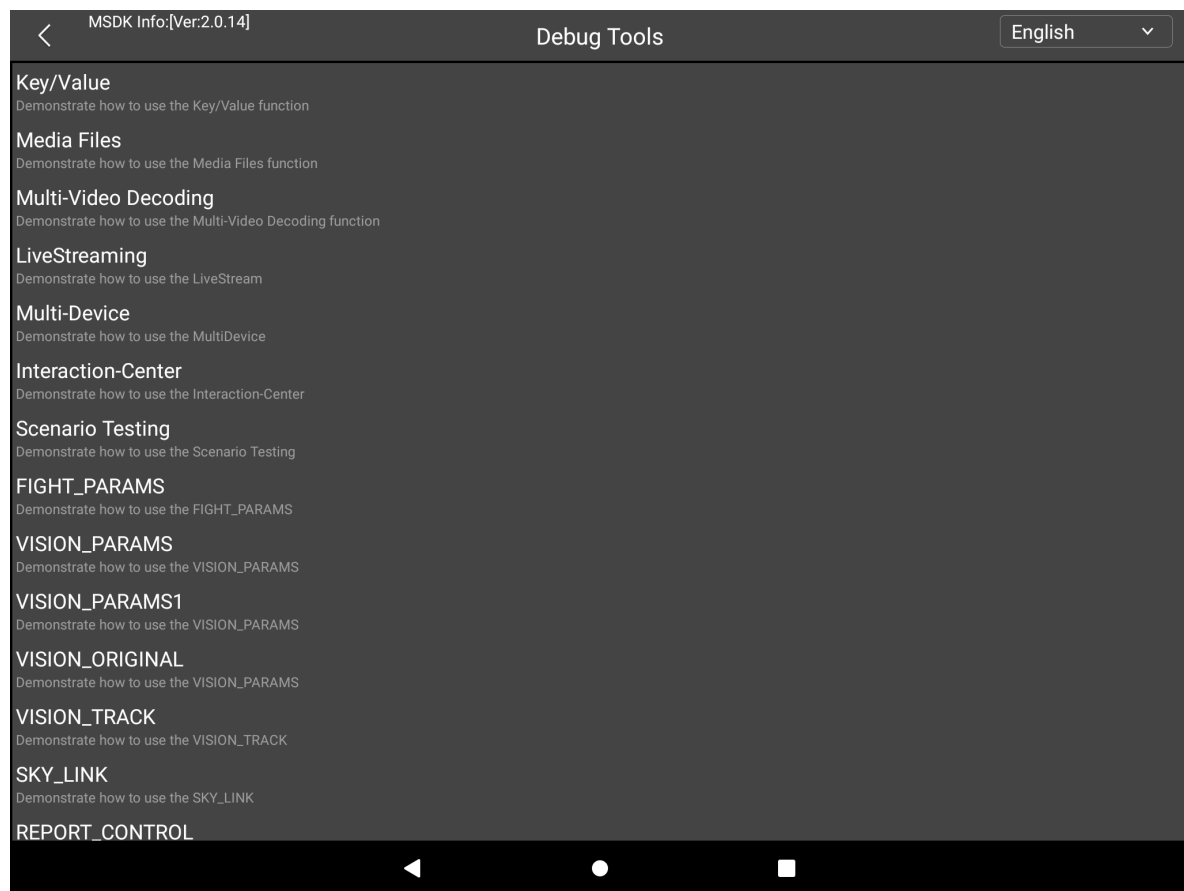 MSDK Info:[Ver:2.0.14]
Debug Tools
English
Key/Value
Demonstrate how to use the Key/Value function
Media Files
Demonstrate how to use the Media Files function
Multi-Video Decoding
Demonstrate how to use the Multi-Video Decoding function
LiveStreaming
Demonstrate how to use the LiveStream
Multi-Device
Demonstrate how to use the MultiDevice
Interaction-Center
Demonstrate how to use the Interaction-Center
Scenario Testing
Demonstrate how to use the Scenario Testing
FIGHT_PARAMS
Demonstrate how to use the FIGHT_PARAMS
VISION_PARAMS
Demonstrate how to use the VISION_PARAMS
VISION_PARAMS1
Demonstrate how to use the VISION_PARAMS
VISION_ORIGINAL
Demonstrate how to use the VISION_PARAMS
VISION_TRACK
Demonstrate how to use the VISION_TRACK
SKY_LINK
Demonstrate how to use the SKY_LINK
REPORT_CONTROL